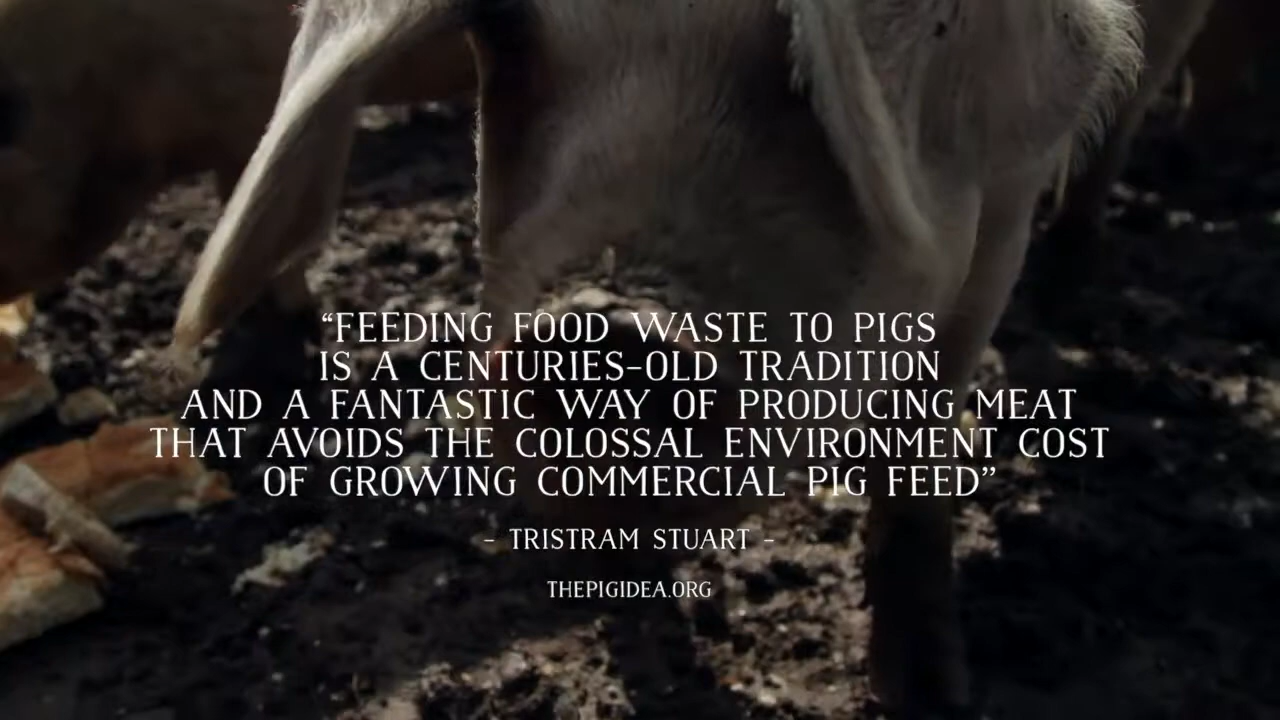 “FEEDING FOOD WASTE TO PIGS
IS A CENTURIES-OLD TRADITION
AND A FANTASTIC WAY OF PRODUCING MEAT
THAT AVOIDS THE COLOSSAL ENVIRONMENT COST
OF GROWING COMMERCIAL PIG FEED”
- TRISTRAM STUART -
THEPIGIDEA.ORG